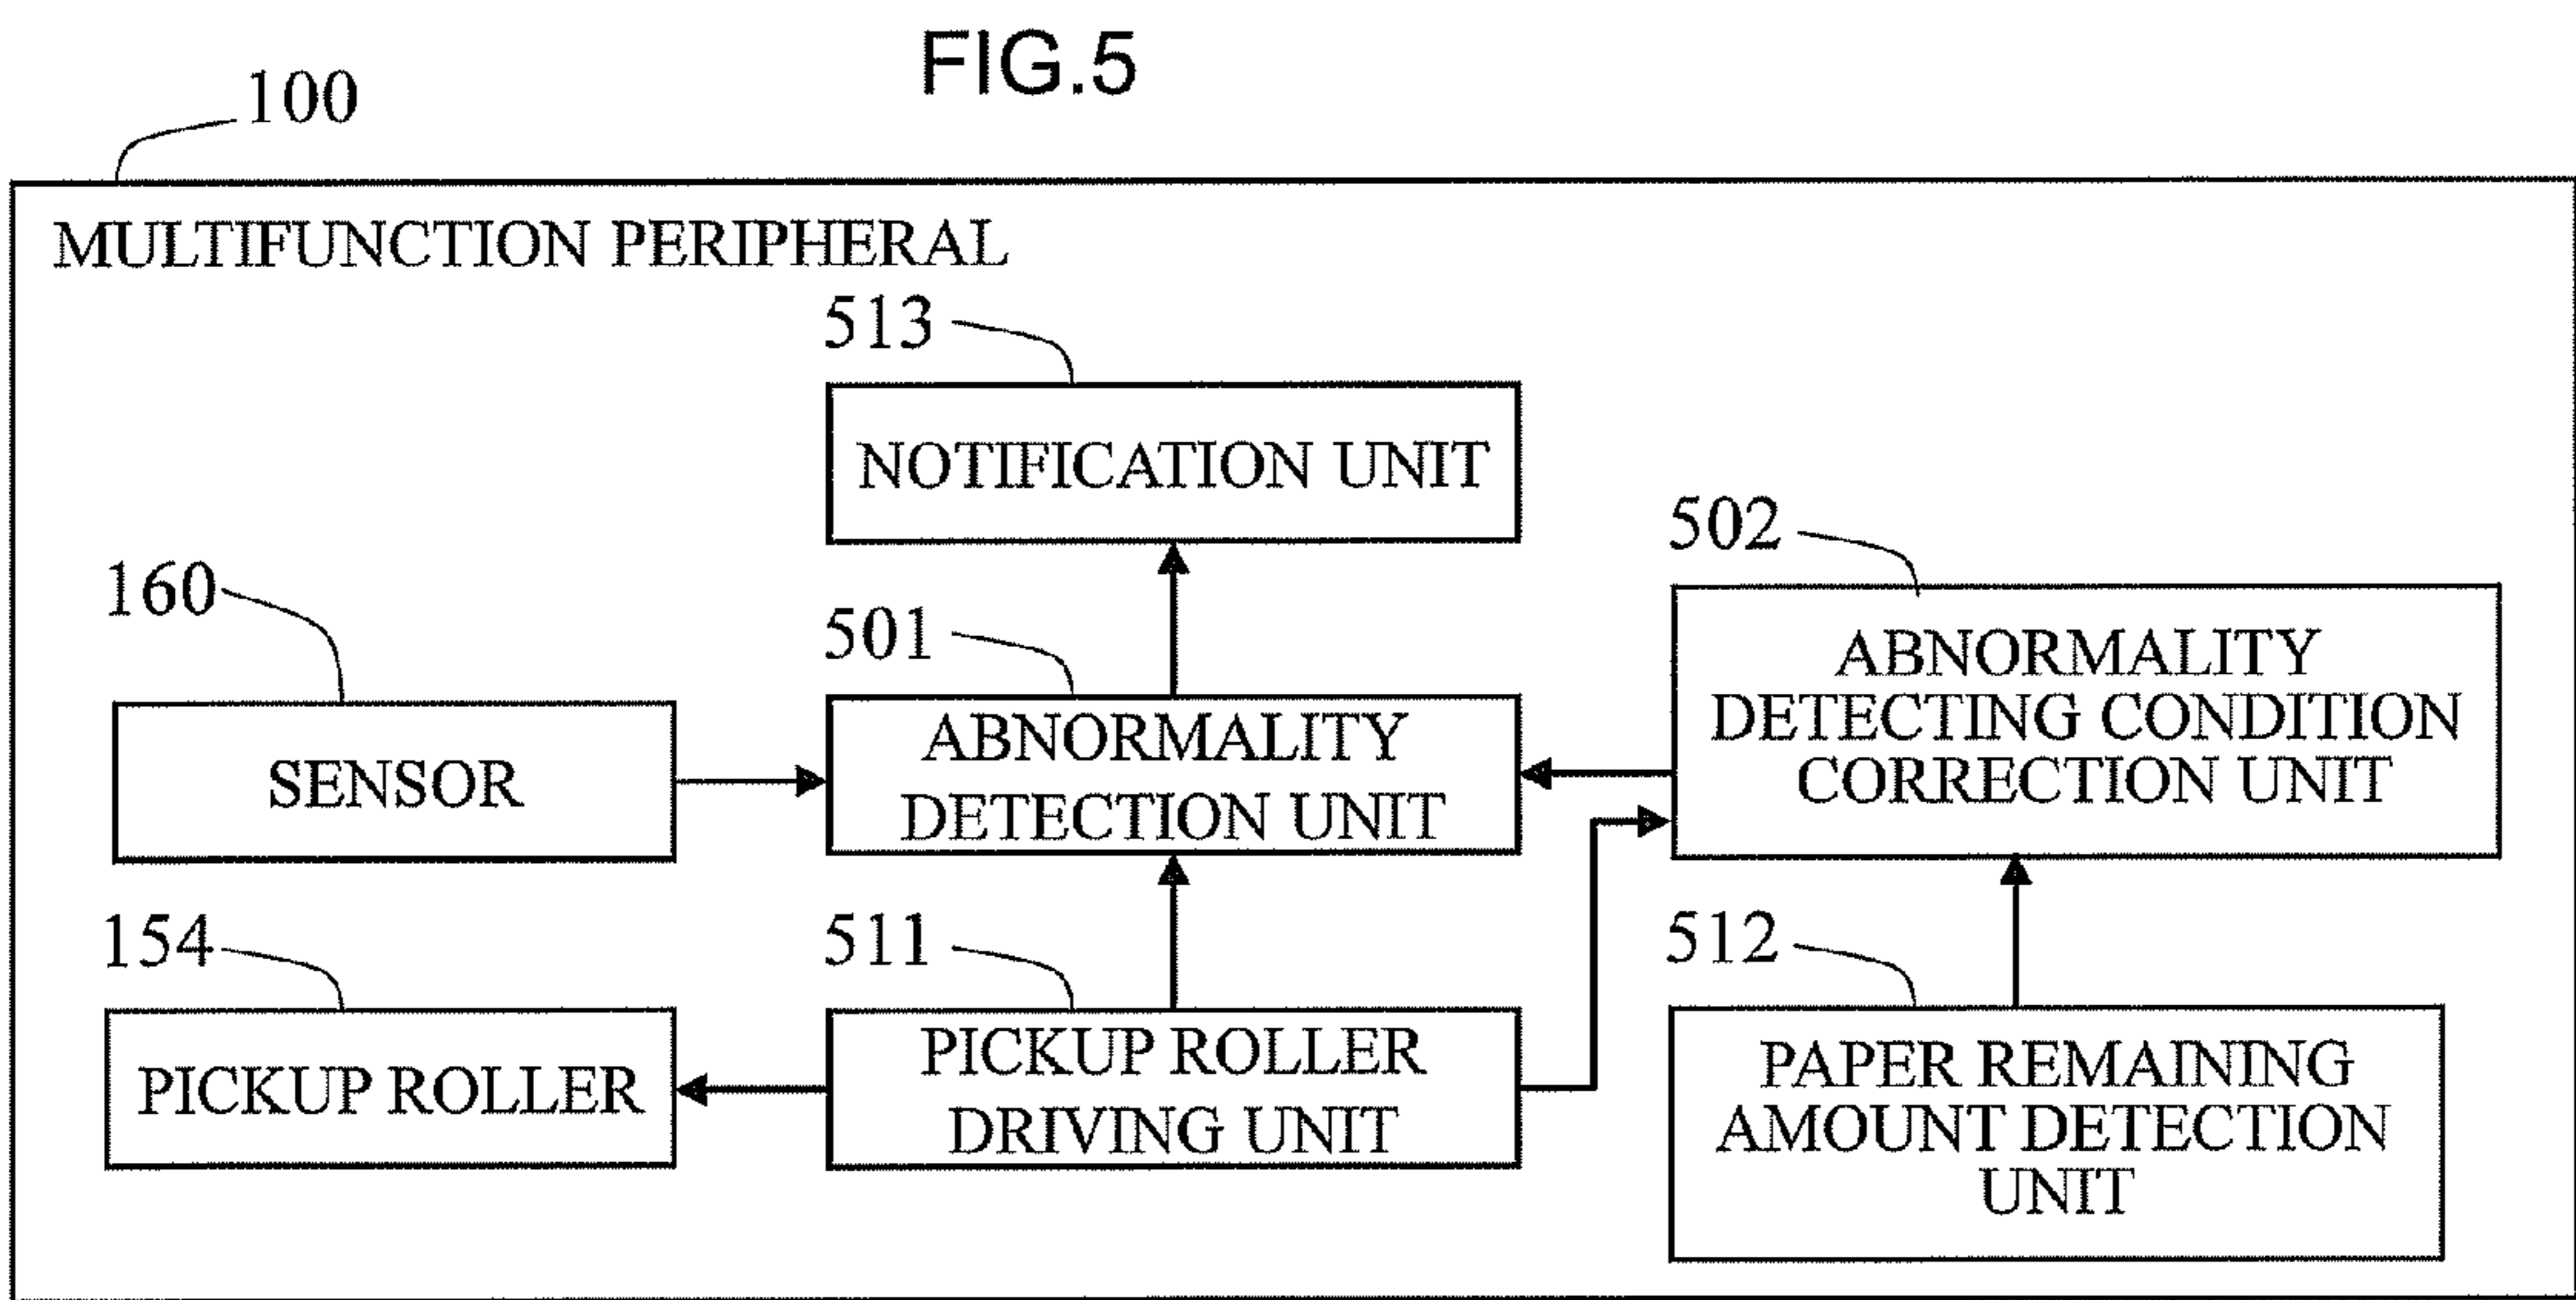 FIG.5
100
MULTIFUNCTION PERIPHERAL
513
NOTIFICATION UNIT
502
ABNORMALITY
DETECTING CONDITION
CORRECTION UNIT
160
SENSOR
501
ABNORMALITY
DETECTION UNIT
154
PICKUP ROLLER
511
PICKUP ROLLER
DRIVING UNIT
512
PAPER REMAINING
AMOUNT DETECTION
UNIT